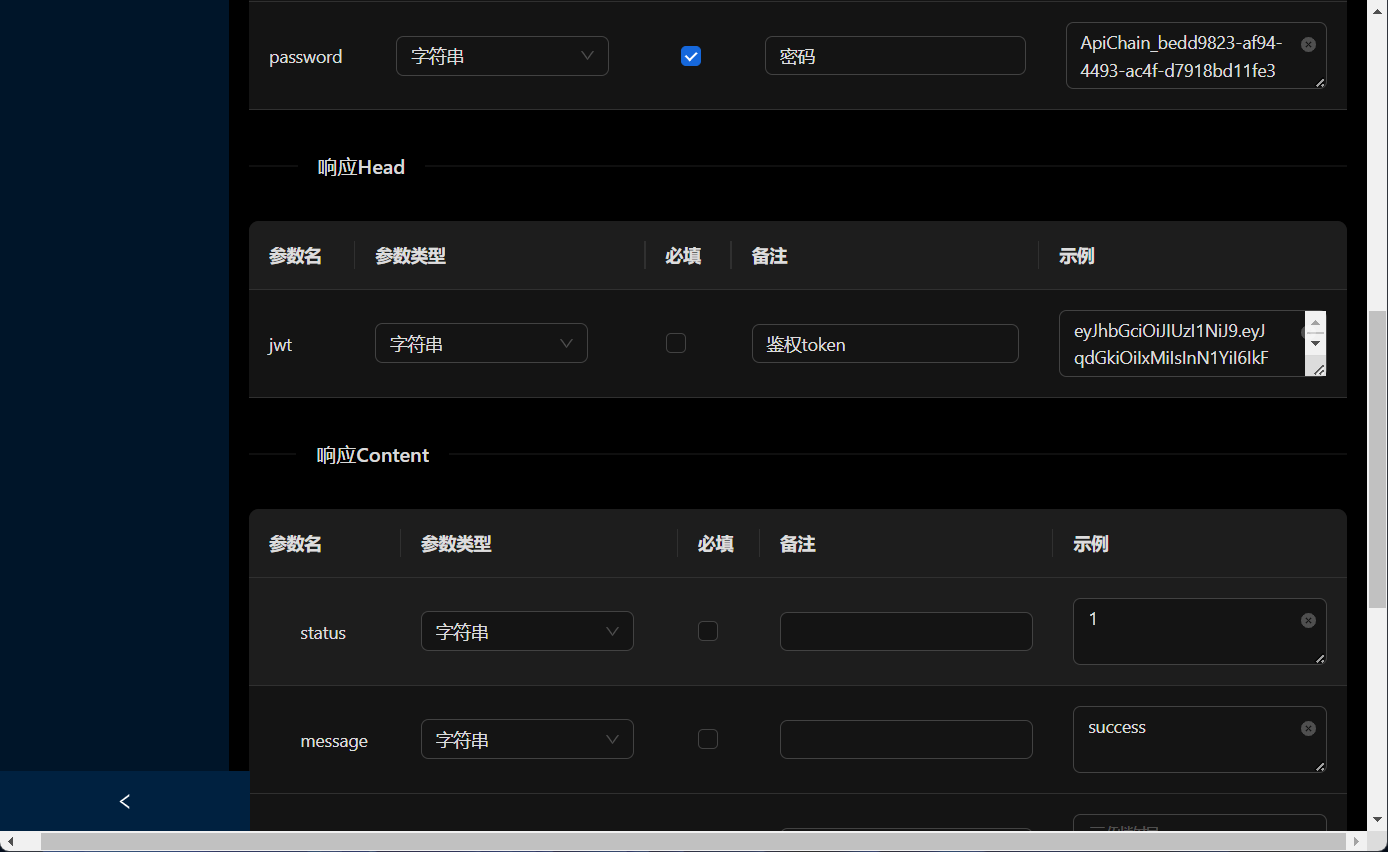 password 字符串 密码 ApiChain_bedd9823-af94-
4493-ac4f-d7918bd11fe3
响应Head
参数名 参数类型 必填 备注 示例
jwt 字符串 鉴权token eyJhbGciOiJIUzI1NiJ9.eyJ
qdGkiOiIxMiIsInN1YiI6IkF
响应Content
参数名 参数类型 必填 备注 示例
status 字符串 1
message 字符串 success